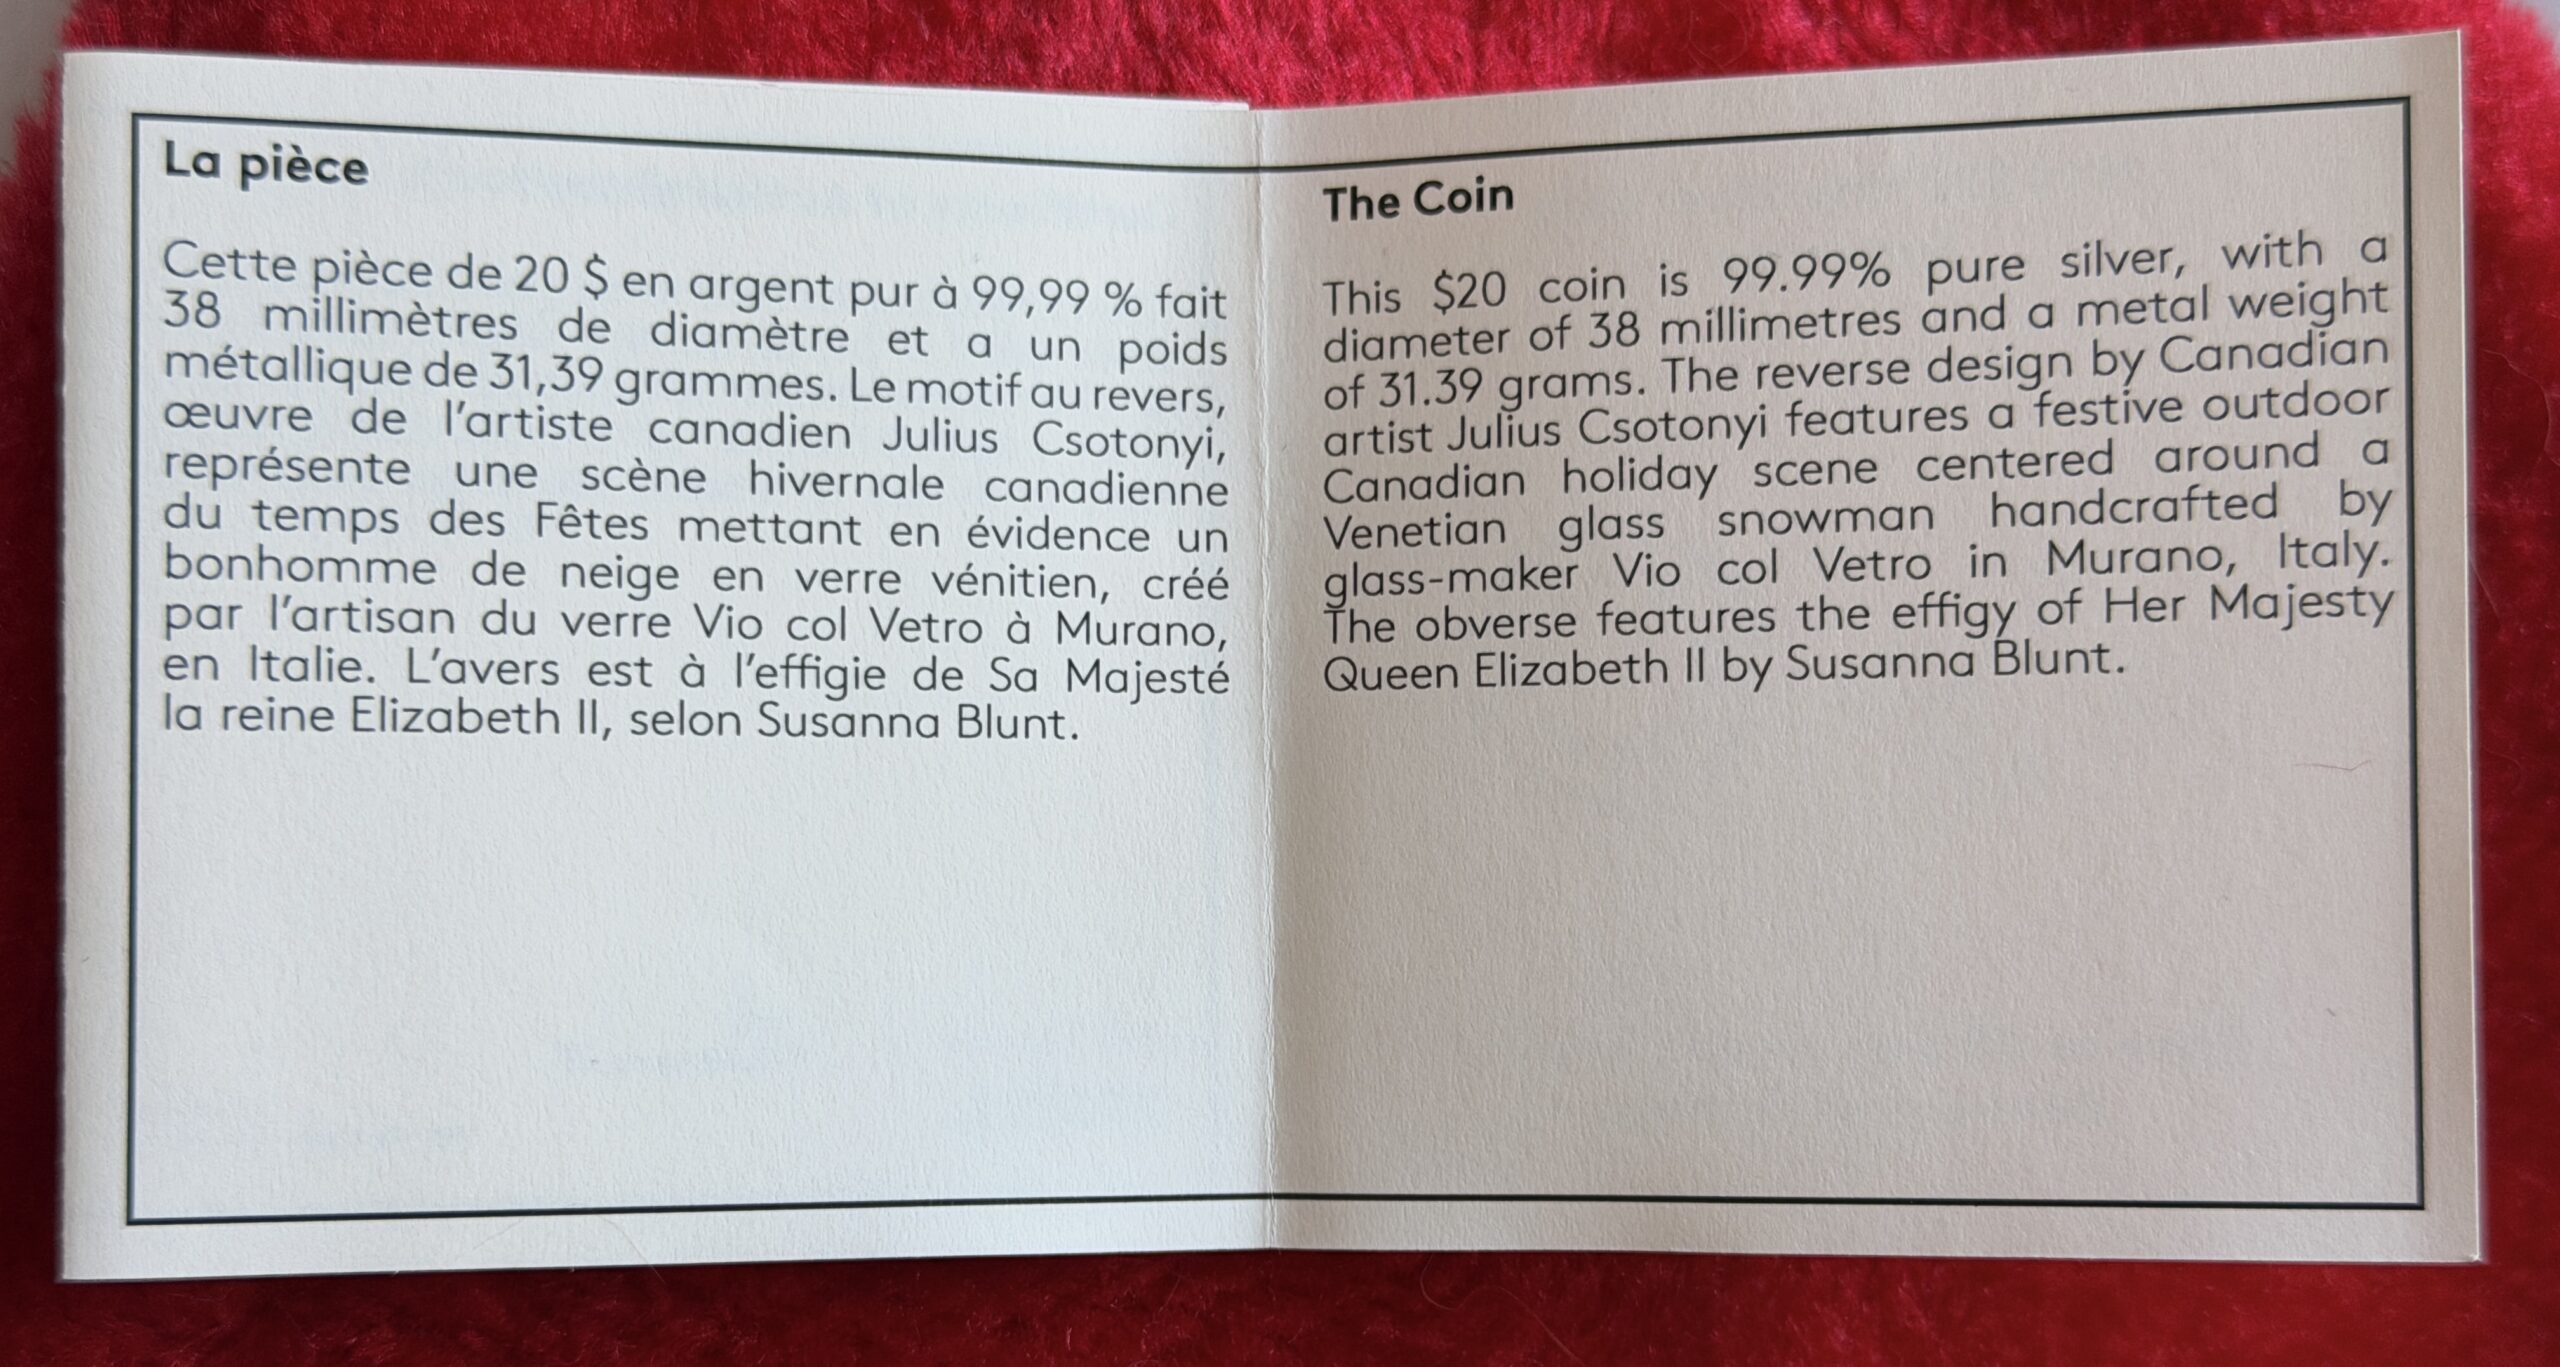 La pièce
Cette pièce de 20 $ en argent pur à 99,99 % fait
38 millimètres de diamètre et a un poids
métallique de 31,39 grammes. Le motif au revers,
œuvre de l'artiste canadien Julius Csotonyi,
représente une scène hivernale canadienne
du temps des Fêtes mettant en évidence un
bonhomme de neige en verre vénitien, créé
par l'artisan du verre Vio col Vetro à Murano,
en Italie. L'avers est à l'effigie de Sa Majesté
la reine Elizabeth II, selon Susanna Blunt.
The Coin
This $20 coin is 99.99% pure silver, with a
diameter of 38 millimetres and a metal weight
of 31.39 grams. The reverse design by Canadian
artist Julius Csotonyi features a festive outdoor
Canadian holiday scene centered around a
Venetian glass snowman handcrafted by
glass-maker Vio col Vetro in Murano, Italy.
The obverse features the effigy of Her Majesty
Queen Elizabeth II by Susanna Blunt.